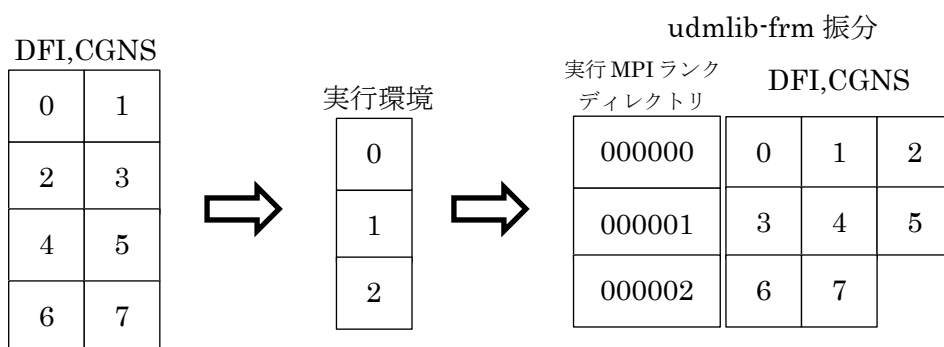 udmlib-frm 振分
DFI,CGNS
実行 MPI ランク
ディレクトリ
DFI,CGNS
実行環境
0 1
2 3
4 5
6 7
0
1
2
000000 0 1 2
000001 3 4 5
000002 6 7